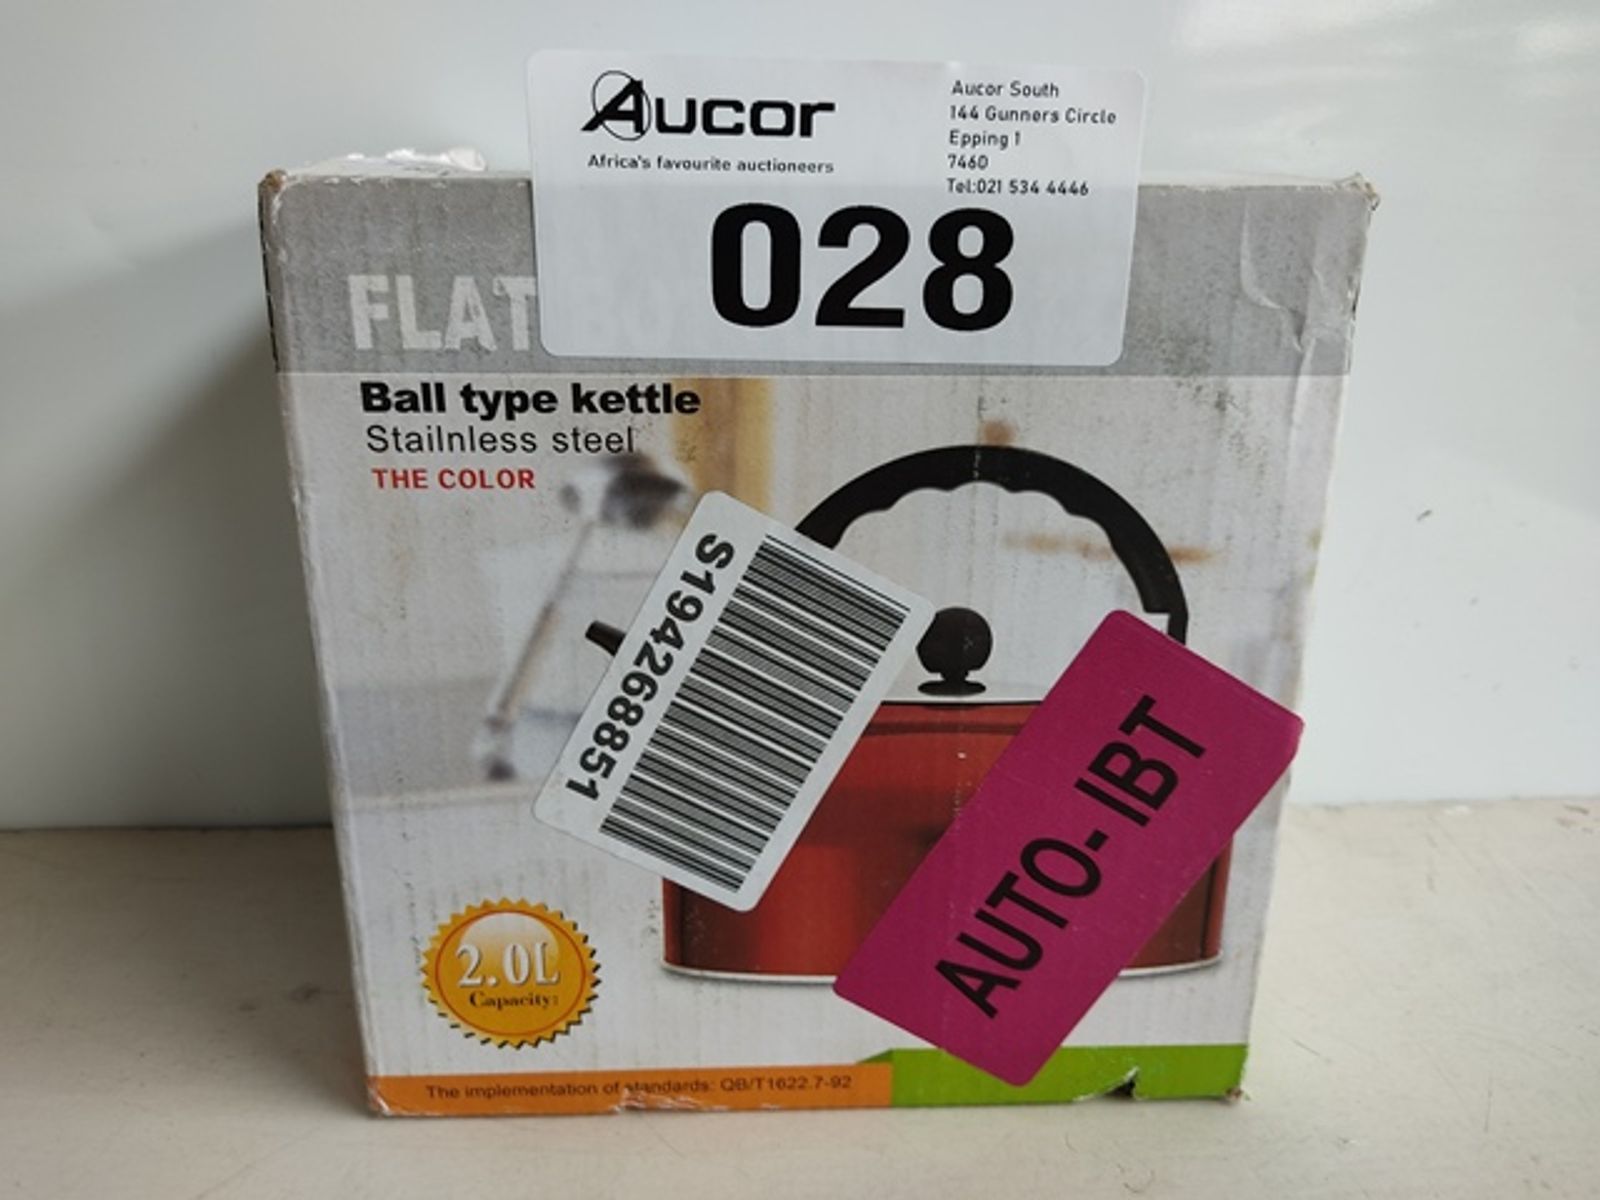 Aucor
Africa's favourite auctioneers
Aucor South
144 Gunners Circle
Epping 1
7460
Tel:021 534 4446
028
FLAT
Ball type kettle
Stailnless steel
THE COLOR
S194268851
AUTO-IBT
2.0L
Capacity:
The implementation of standards: QB/T1622.7-92